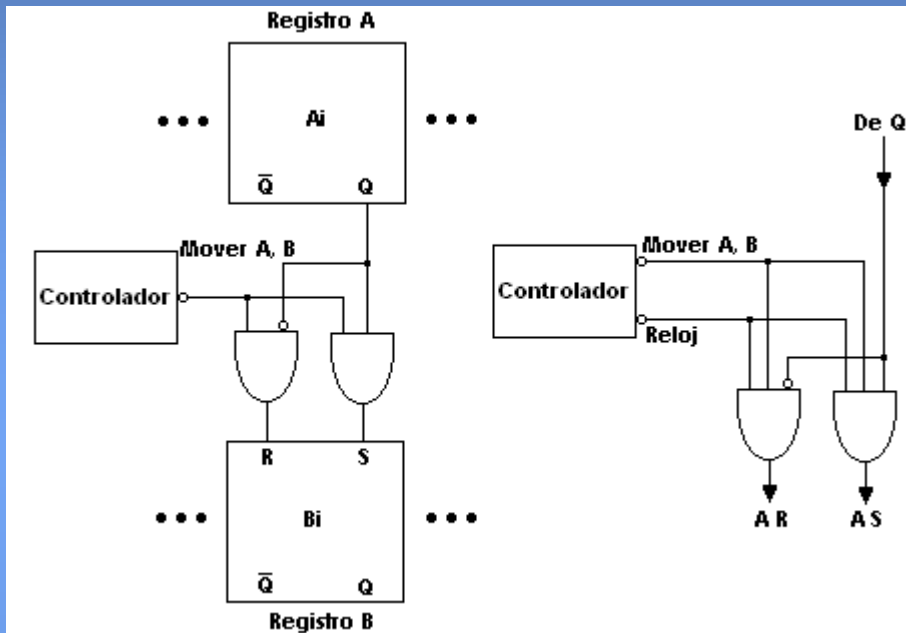 Registro A
Ai
Q̅ Q
Mover A, B
Controlador
R S
Bi
Q̅ Q
Registro B
De Q
Mover A, B
Controlador
Reloj
A R A S